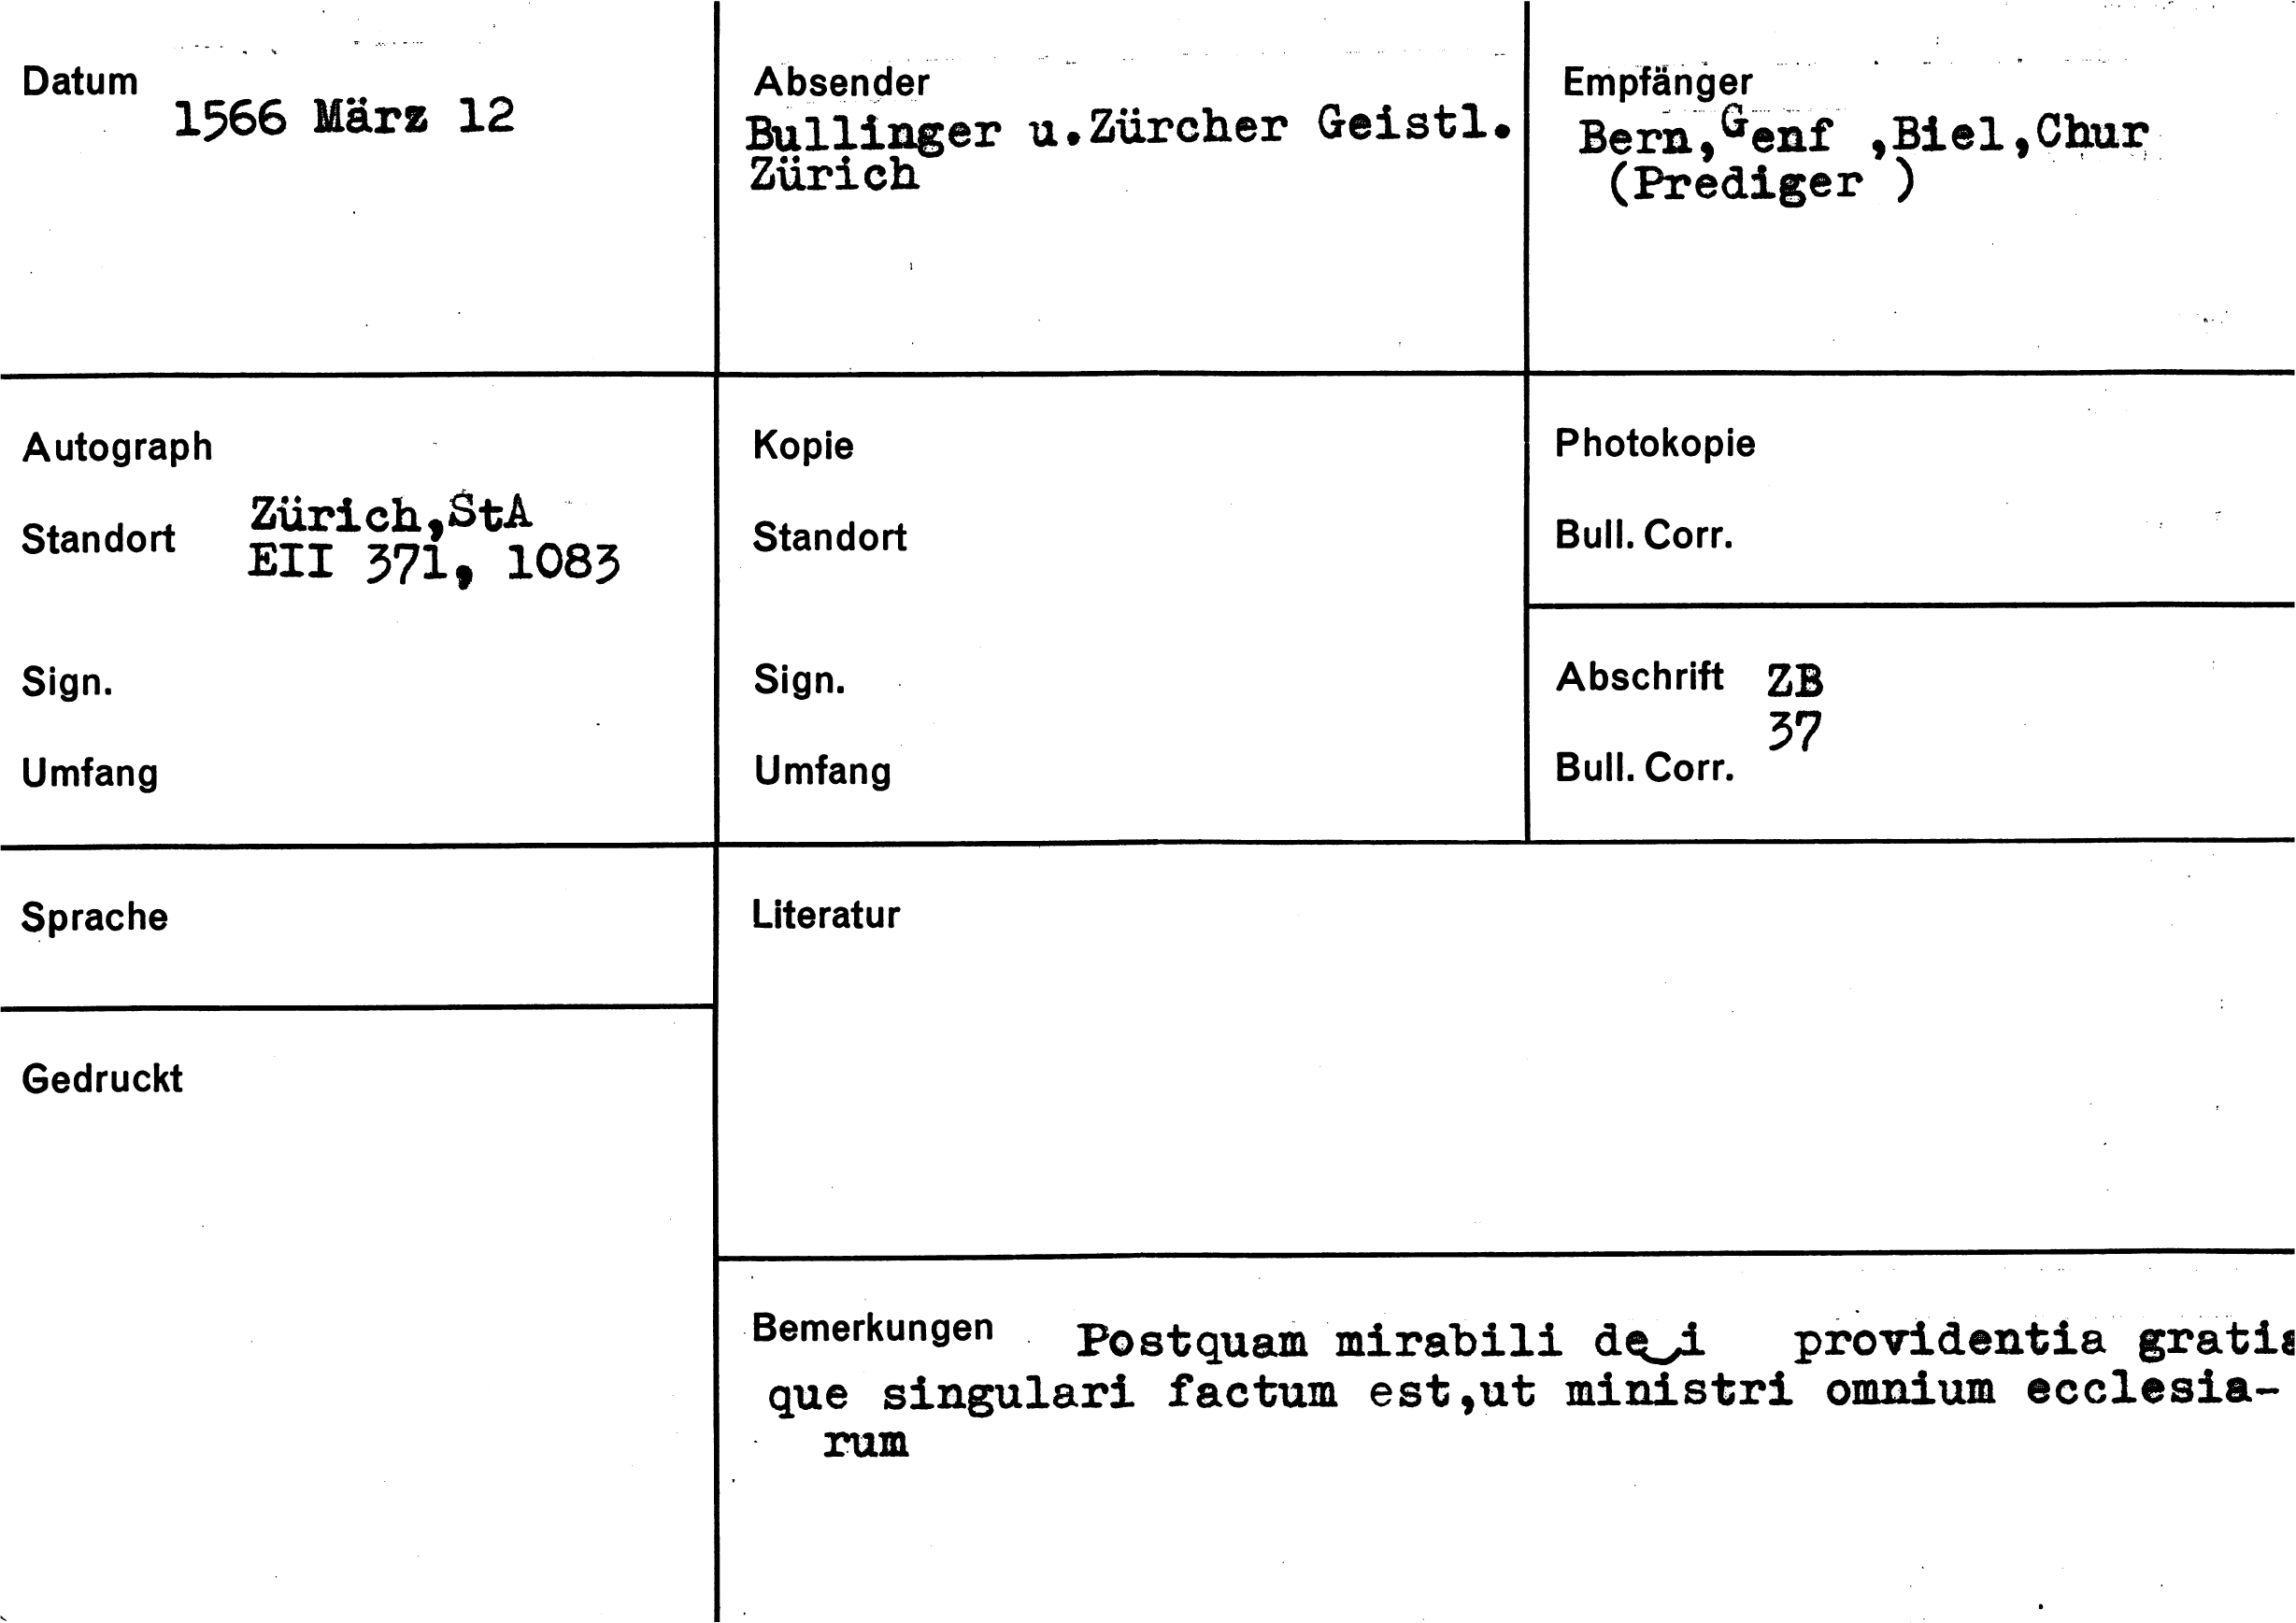 Datum
1566 März 12
Absender
Bullinger u.Zürcher Geistl.
Zürich
Empfänger
Bern,Genf ,Biel,Chur
(Prediger )
Autograph
Standort
Zürich,StA
EII 371, 1083
Sign.
Umfang
Kopie
Standort
Sign.
Umfang
Photokopie
Bull. Corr.
Abschrift ZB
37
Bull. Corr.
Sprache
Literatur
Gedruckt
Bemerkungen Postquam mirabili dei providentia gratia
que singulari factum est,ut ministri omnium ecclesia-
rum